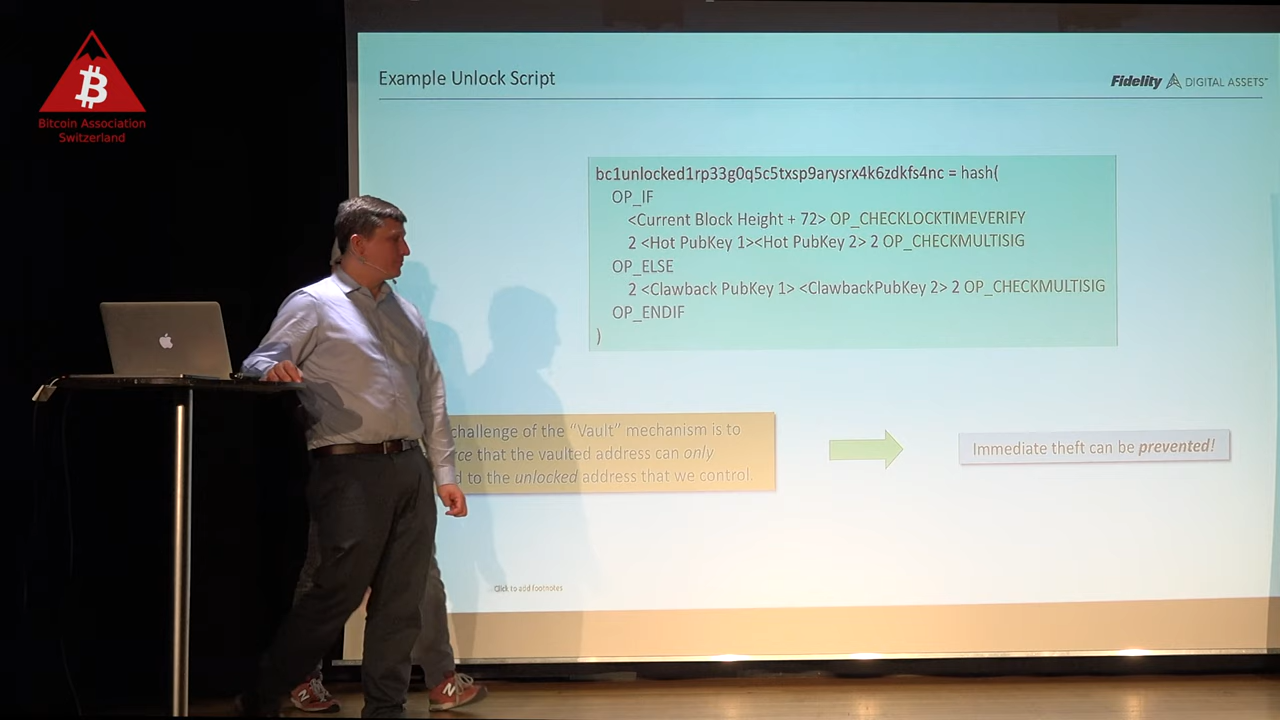 Bitcoin Association
Switzerland
Example Unlock Script
Fidelity DIGITAL ASSETS℠
bc1unlocked1rp33g0q5c5txsp9arysrx4k6zdkfs4nc = hash(
OP_IF
<Current Block Height + 72> OP_CHECKLOCKTIMEVERIFY
2 <Hot PubKey 1><Hot PubKey 2> 2 OP_CHECKMULTISIG
OP_ELSE
2 <Clawback PubKey 1> <ClawbackPubKey 2> 2 OP_CHECKMULTISIG
OP_ENDIF
)
challenge of the “Vault” mechanism is to
that the vaulted address can only
to the unlocked address that we control.
Immediate theft can be prevented!
Click to add footnotes
N
N